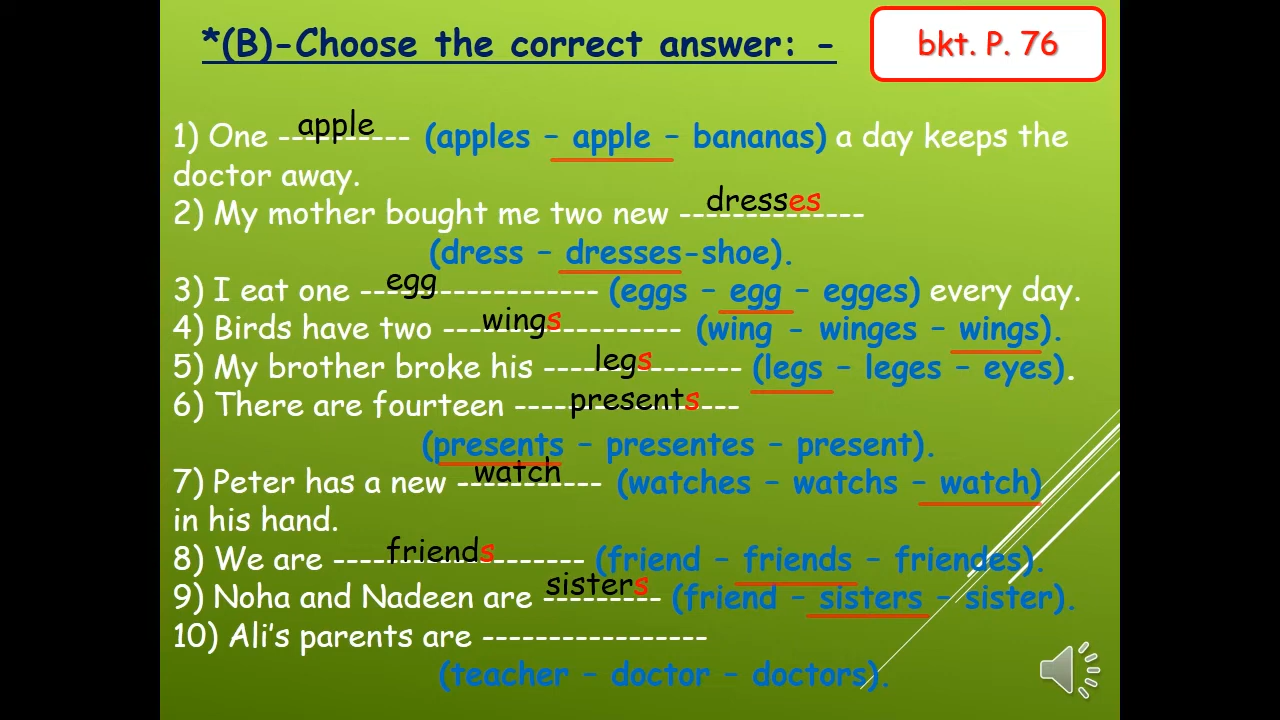 *(B)-Choose the correct answer: -
bkt. P. 76
1) One ---------- apple (apples – apple – bananas) a day keeps the
doctor away.
2) My mother bought me two new -------------- dresses
(dress – dresses-shoe).
3) I eat one ------------------ egg (eggs – egg – egges) every day.
4) Birds have two ------------------ wings (wing - winges – wings).
5) My brother broke his --------------- legs (legs – leges – eyes).
6) There are fourteen ----------------- presents
(presents – presentes – present).
7) Peter has a new ----------- watch (watches – watchs – watch)
in his hand.
8) We are ------------------- friends (friend – friends – friendes).
9) Noha and Nadeen are --------- sisters (friend – sisters – sister).
10) Ali's parents are -----------------
(teacher – doctor – doctors).